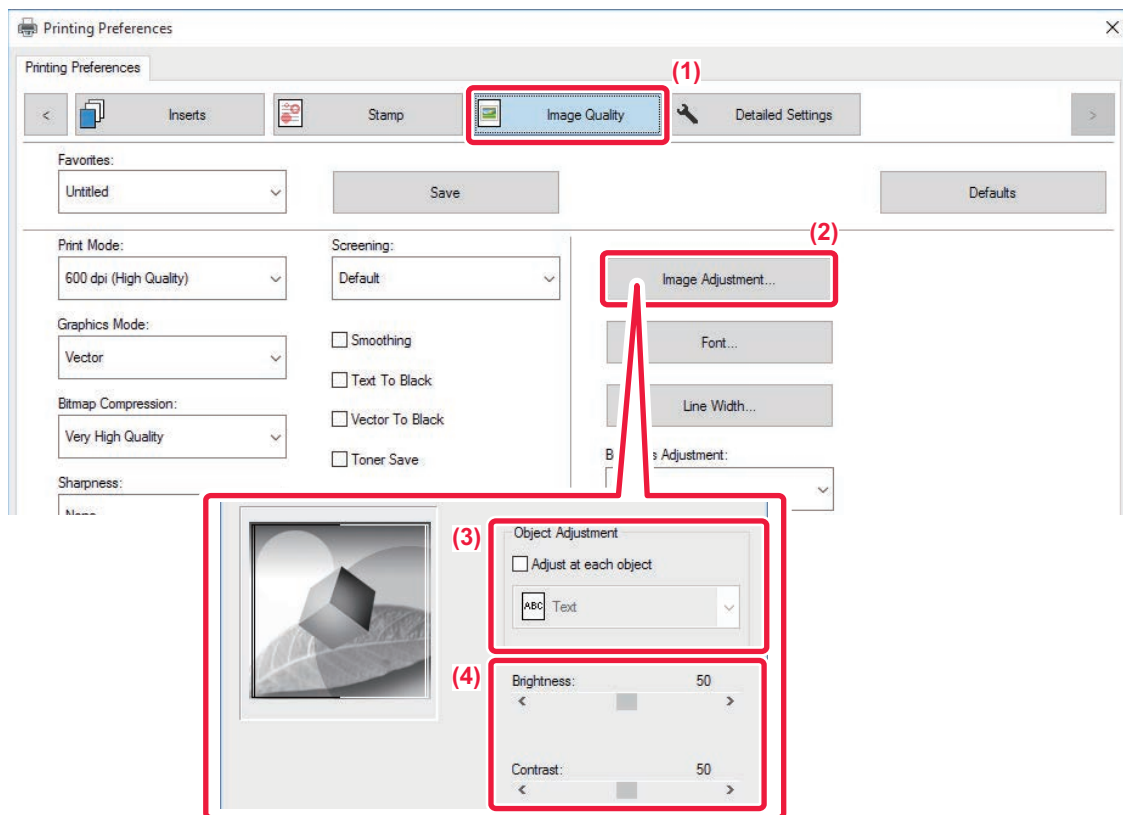 Printing Preferences
Printing Preferences
(1)
< Inserts Stamp Image Quality Detailed Settings >
Favorites:
Untitled Save Defaults
(2)
Print Mode: Screening:
600 dpi (High Quality) Default Image Adjustment...
Graphics Mode:
Vector Smoothing Font...
Text To Black
Bitmap Compression: Vector To Black Line Width...
Very High Quality
Toner Save
Sharpness:
Adjustment:
(3) Object Adjustment
Adjust at each object
ABC Text
(4) Brightness: 50
< >
Contrast: 50
< >